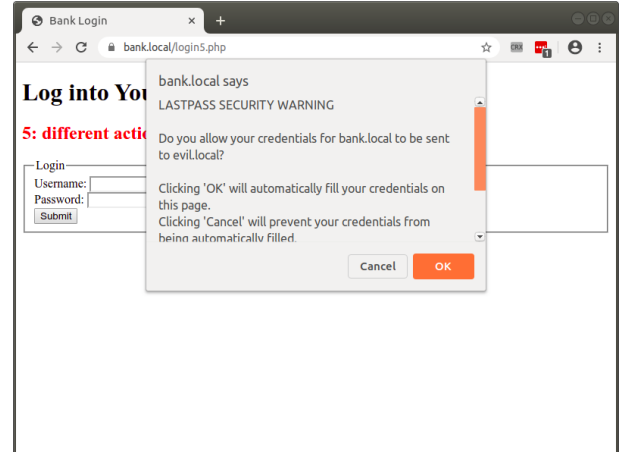 Bank Login
bank.local/login5.php
CRX
1
Log into You
bank.local says
LASTPASS SECURITY WARNING
Do you allow your credentials for bank.local to be sent
to evil.local?
Clicking 'OK' will automatically fill your credentials on
this page.
Clicking 'Cancel' will prevent your credentials from
being automatically filled.
Cancel
OK
5: different actio
Login
Username:
Password:
Submit